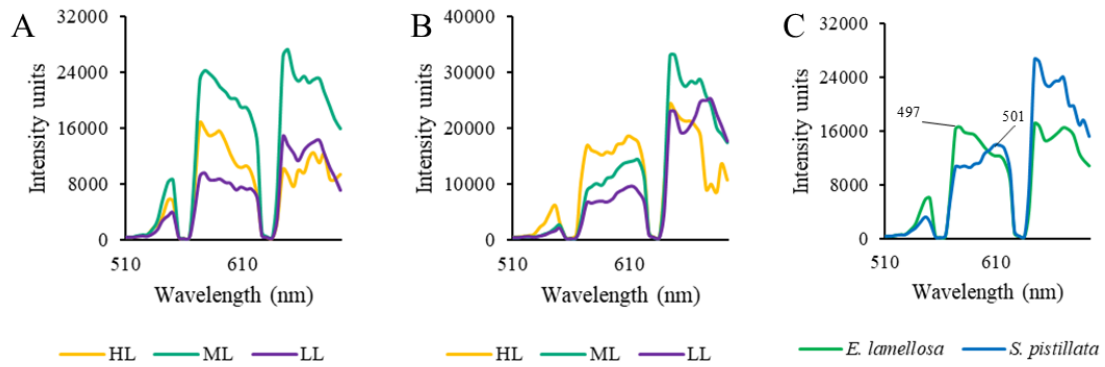 A
32000
24000
16000
8000
0
Intensity units
510
610
Wavelength (nm)
HL ML LL
B
40000
30000
20000
10000
0
Intensity units
510
610
Wavelength (nm)
HL ML LL
C
32000
24000
16000
8000
0
Intensity units
497
501
510
610
Wavelength (nm)
E. lamellosa S. pistillata